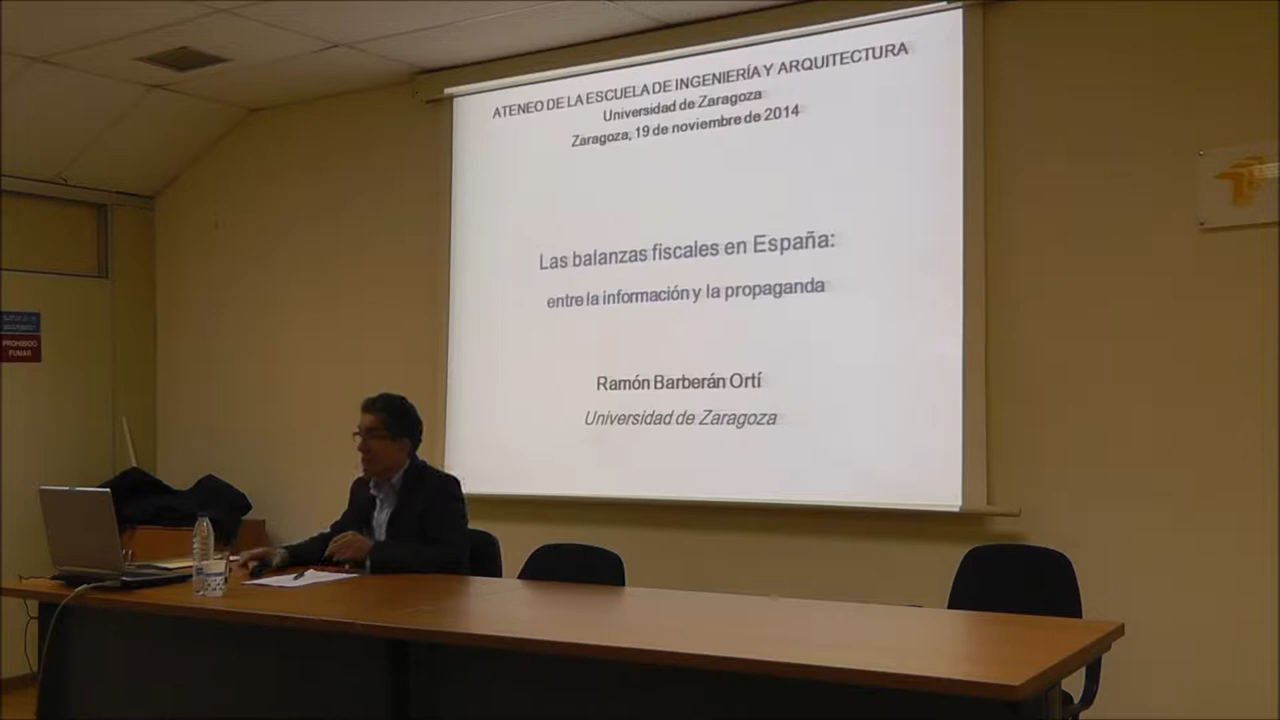 ATENEO DE LA ESCUELA DE INGENIERÍA Y ARQUITECTURA
Universidad de Zaragoza
Zaragoza, 19 de noviembre de 2014
Las balanzas fiscales en España:
entre la información y la propaganda
Ramón Barberán Ortí
Universidad de Zaragoza
PROHIBIDO
FUMAR